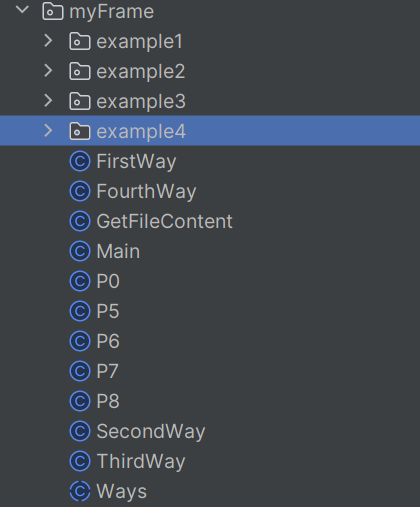 myFrame
example1
example2
example3
example4
FirstWay
FourthWay
GetFileContent
Main
P0
P5
P6
P7
P8
SecondWay
ThirdWay
Ways